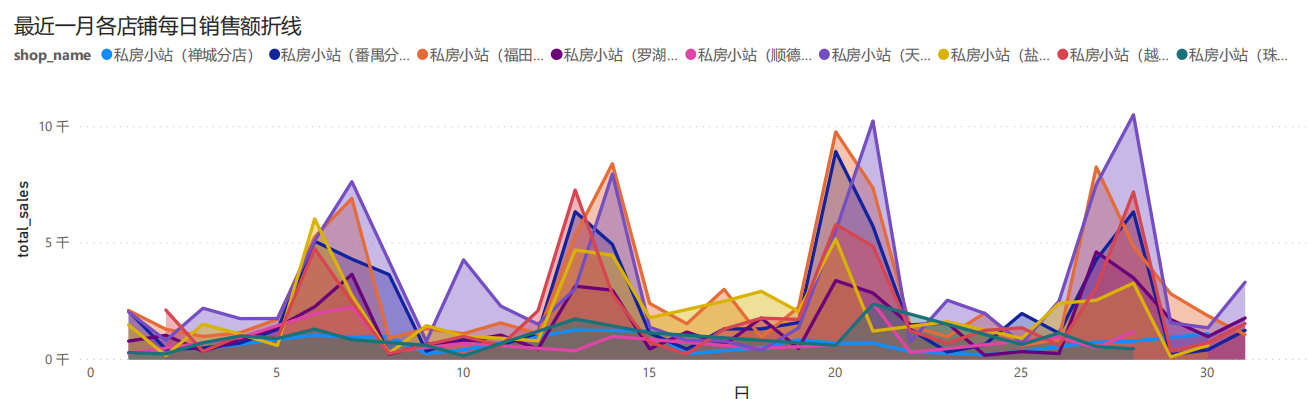 最近一月各店铺每日销售额折线
shop_name 私房小站（禅城分店） 私房小站（番禺分... 私房小站（福田... 私房小站（罗湖... 私房小站（顺德... 私房小站（天... 私房小站（盐... 私房小站（越... 私房小站（珠...
10 千
5 千
0 千
total_sales
0 5 10 15 20 25 30
日